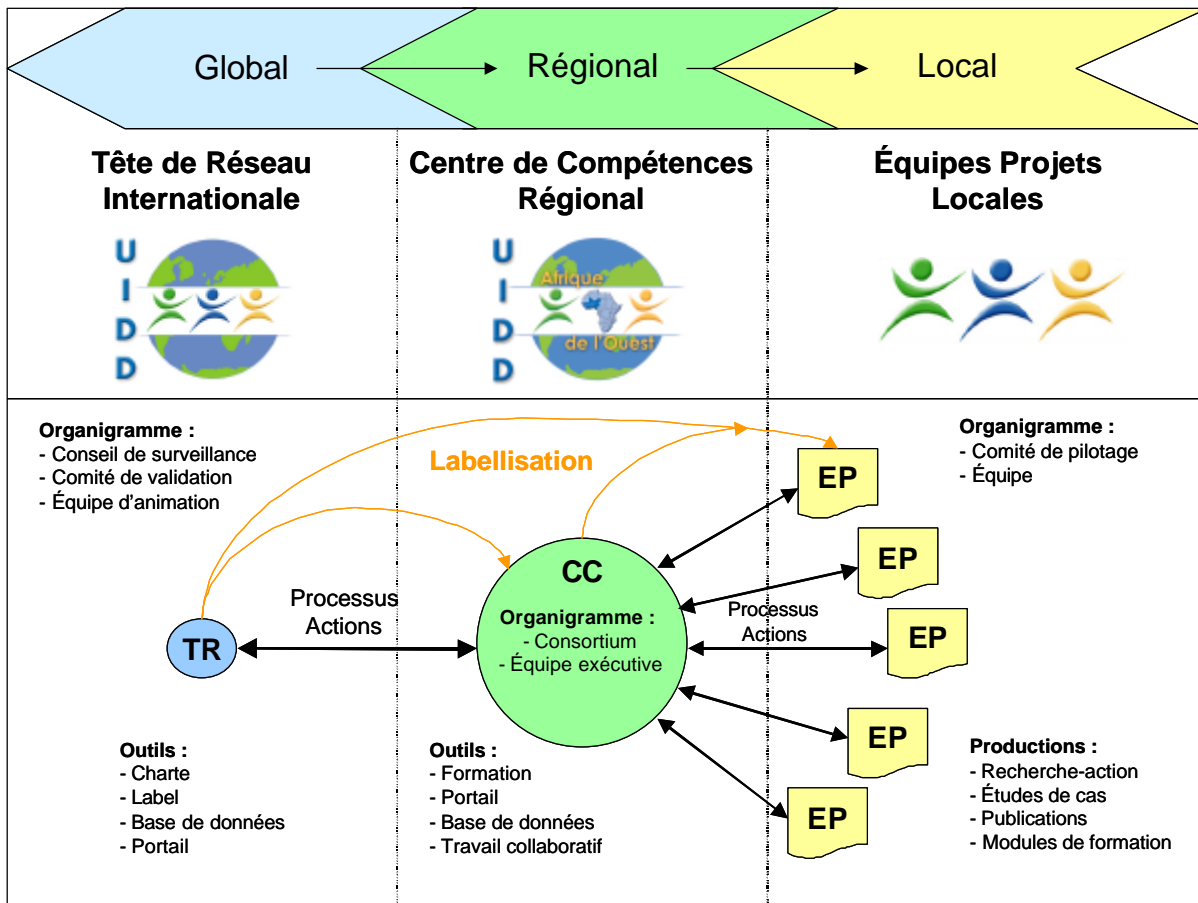 Global
Régional
Local
Tête de Réseau
Internationale
Centre de Compétences
Régional
Équipes Projets
Locales
U
I
D
D
U
I
D
D
Afrique
de l'Ouest
Organigramme :
- Conseil de surveillance
- Comité de validation
- Équipe d'animation
Labellisation
Organigramme :
- Comité de pilotage
- Équipe
EP
EP
EP
EP
EP
CC
Organigramme :
- Consortium
- Équipe exécutive
TR
Processus
Actions
Processus
Actions
Outils :
- Charte
- Label
- Base de données
- Portail
Outils :
- Formation
- Portail
- Base de données
- Travail collaboratif
Productions :
- Recherche-action
- Études de cas
- Publications
- Modules de formation